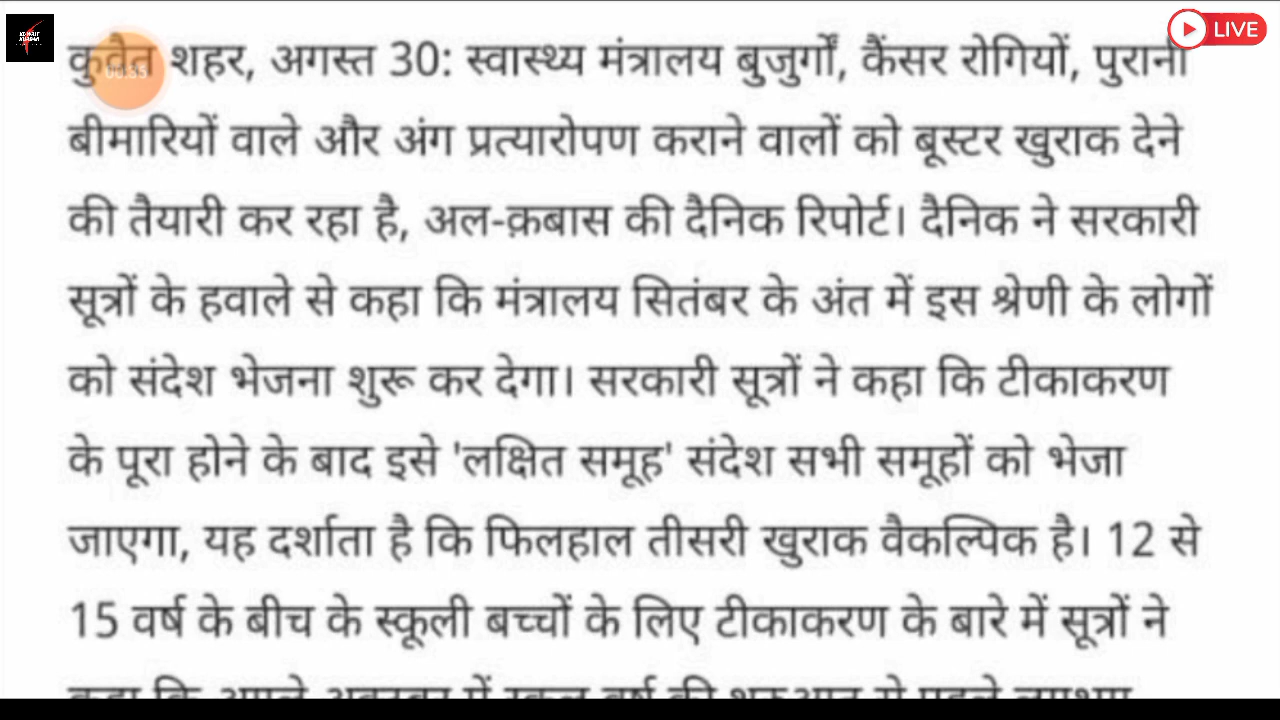 LIVE
कुवैत शहर, अगस्त 30: स्वास्थ्य मंत्रालय बुजुर्गों, कैंसर रोगियों, पुरानी
00:35
बीमारियों वाले और अंग प्रत्यारोपण कराने वालों को बूस्टर खुराक देने
की तैयारी कर रहा है, अल-क़बास की दैनिक रिपोर्ट। दैनिक ने सरकारी
सूत्रों के हवाले से कहा कि मंत्रालय सितंबर के अंत में इस श्रेणी के लोगों
को संदेश भेजना शुरू कर देगा। सरकारी सूत्रों ने कहा कि टीकाकरण
के पूरा होने के बाद इसे 'लक्षित समूह' संदेश सभी समूहों को भेजा
जाएगा, यह दर्शाता है कि फिलहाल तीसरी खुराक वैकल्पिक है। 12 से
15 वर्ष के बीच के स्कूली बच्चों के लिए टीकाकरण के बारे में सूत्रों ने